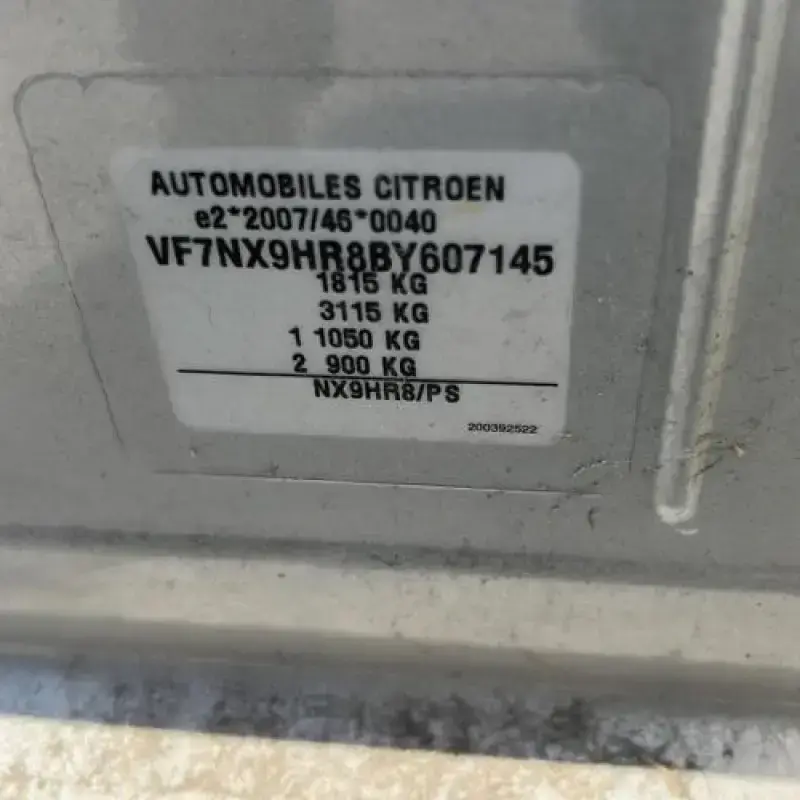 AUTOMOBILES CITROEN
e2*2007/46*0040
VF7NX9HR8BY607145
1815 KG
3115 KG
1 1050 KG
2 900 KG
NX9HR8/PS
200392522